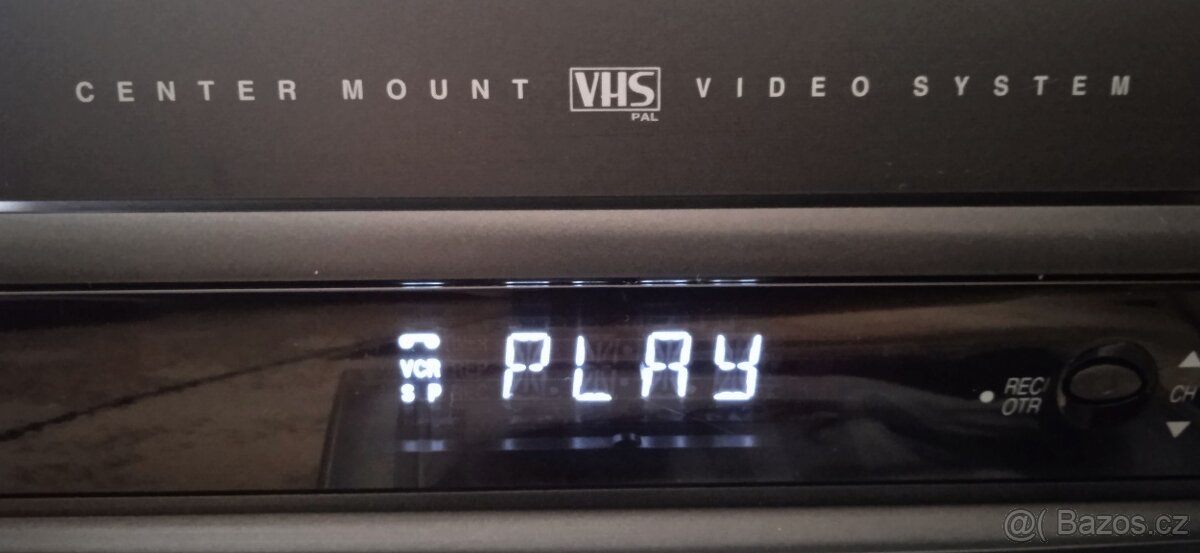 CENTER MOUNT VHS VIDEO SYSTEM
PAL
VCR PLAY
SP
REC/
OTR
CH
@( Bazos.cz